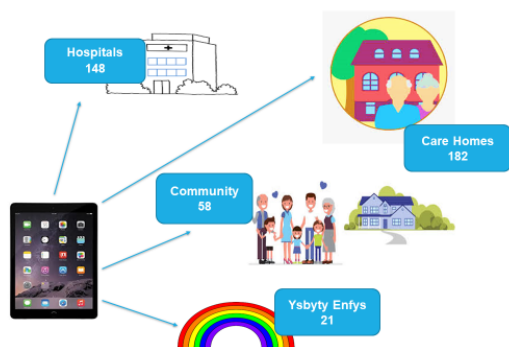 Hospitals
148
Care Homes
182
Community
58
Ysbyty Enfys
21